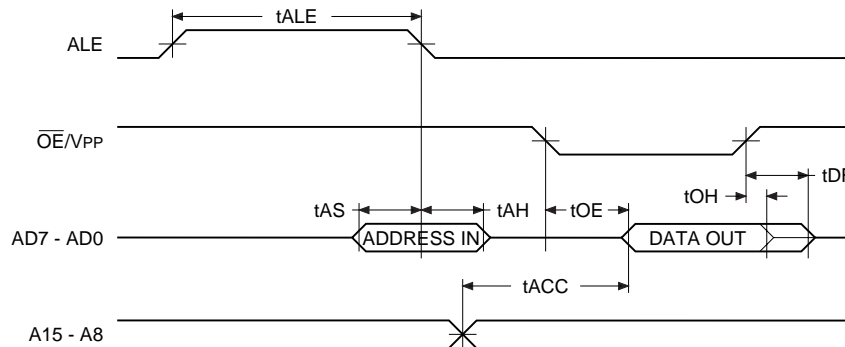 tALE
ALE
OE/VPP
tDF
tOH
tAS
tAH
tOE
AD7 - AD0
ADDRESS IN
DATA OUT
tACC
A15 - A8